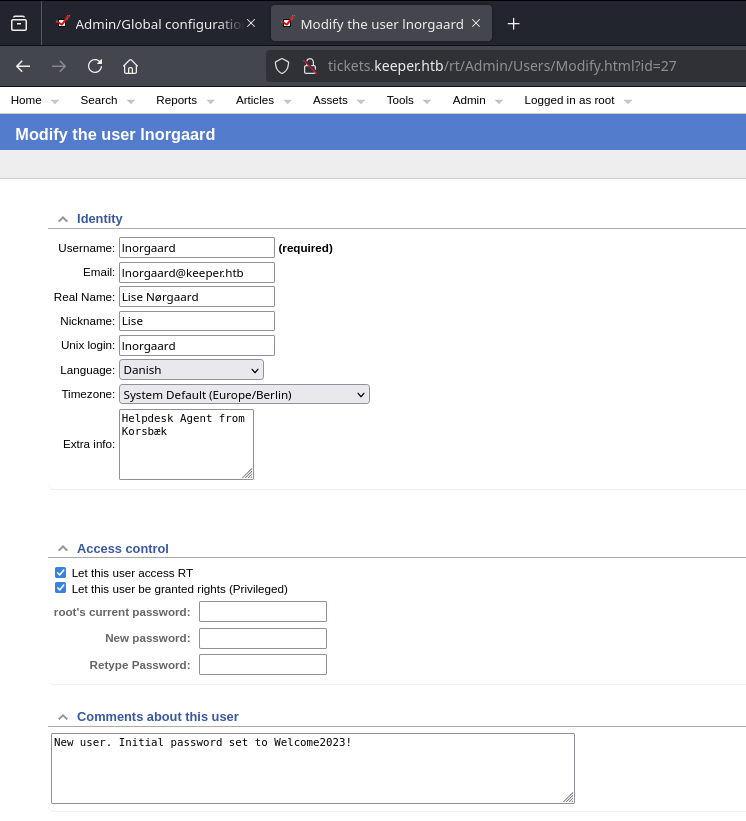 Admin/Global configuratio
Modify the user lnorgaard
tickets.keeper.htb/rt/Admin/Users/Modify.html?id=27
Home Search Reports Articles Assets Tools Admin Logged in as root
Modify the user lnorgaard
Identity
Username: lnorgaard (required)
Email: lnorgaard@keeper.htb
Real Name: Lise Nørgaard
Nickname: Lise
Unix login: lnorgaard
Language: Danish
Timezone: System Default (Europe/Berlin)
Extra info: Helpdesk Agent from
Korsbæk
Access control
Let this user access RT
Let this user be granted rights (Privileged)
root's current password:
New password:
Retype Password:
Comments about this user
New user. Initial password set to Welcome2023!